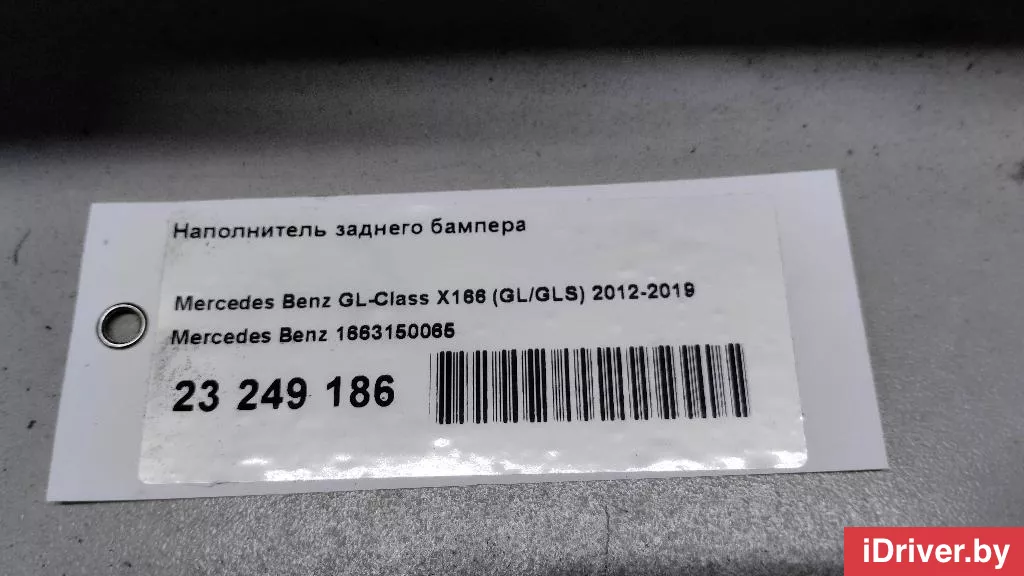 Наполнитель заднего бампера
Mercedes Benz GL-Class X166 (GL/GLS) 2012-2019
Mercedes Benz 1663150065
23 249 186
iDriver.by